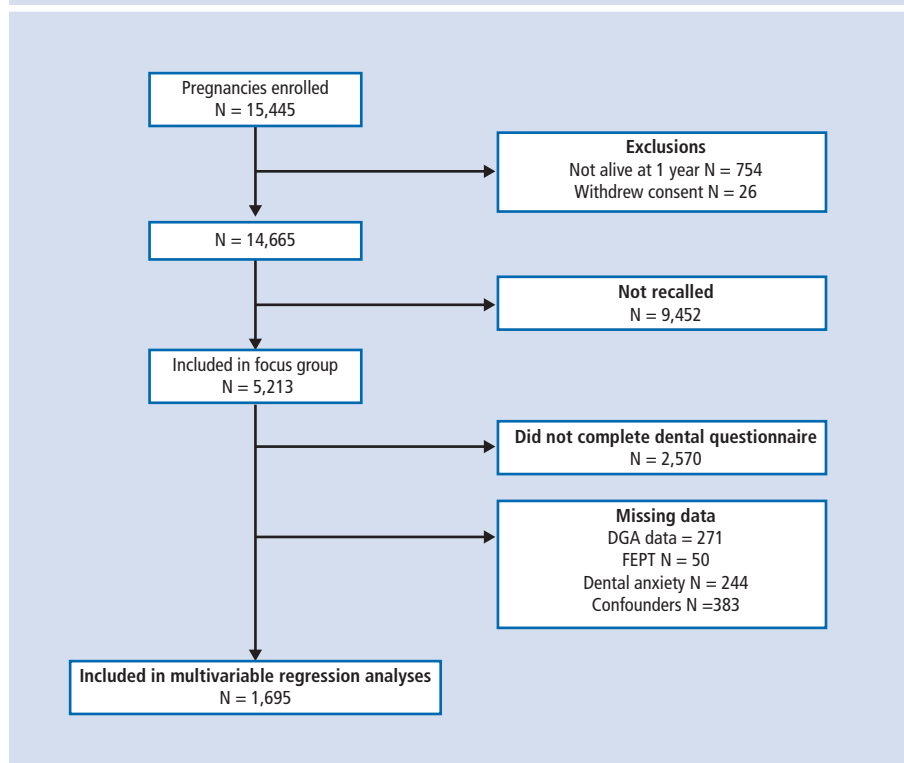 Pregnancies enrolled
N = 15,445
Exclusions
Not alive at 1 year N = 754
Withdrew consent N = 26
N = 14,665
Not recalled
N = 9,452
Included in focus group
N = 5,213
Did not complete dental questionnaire
N = 2,570
Missing data
DGA data = 271
FEPT N = 50
Dental anxiety N = 244
Confounders N =383
Included in multivariable regression analyses
N = 1,695